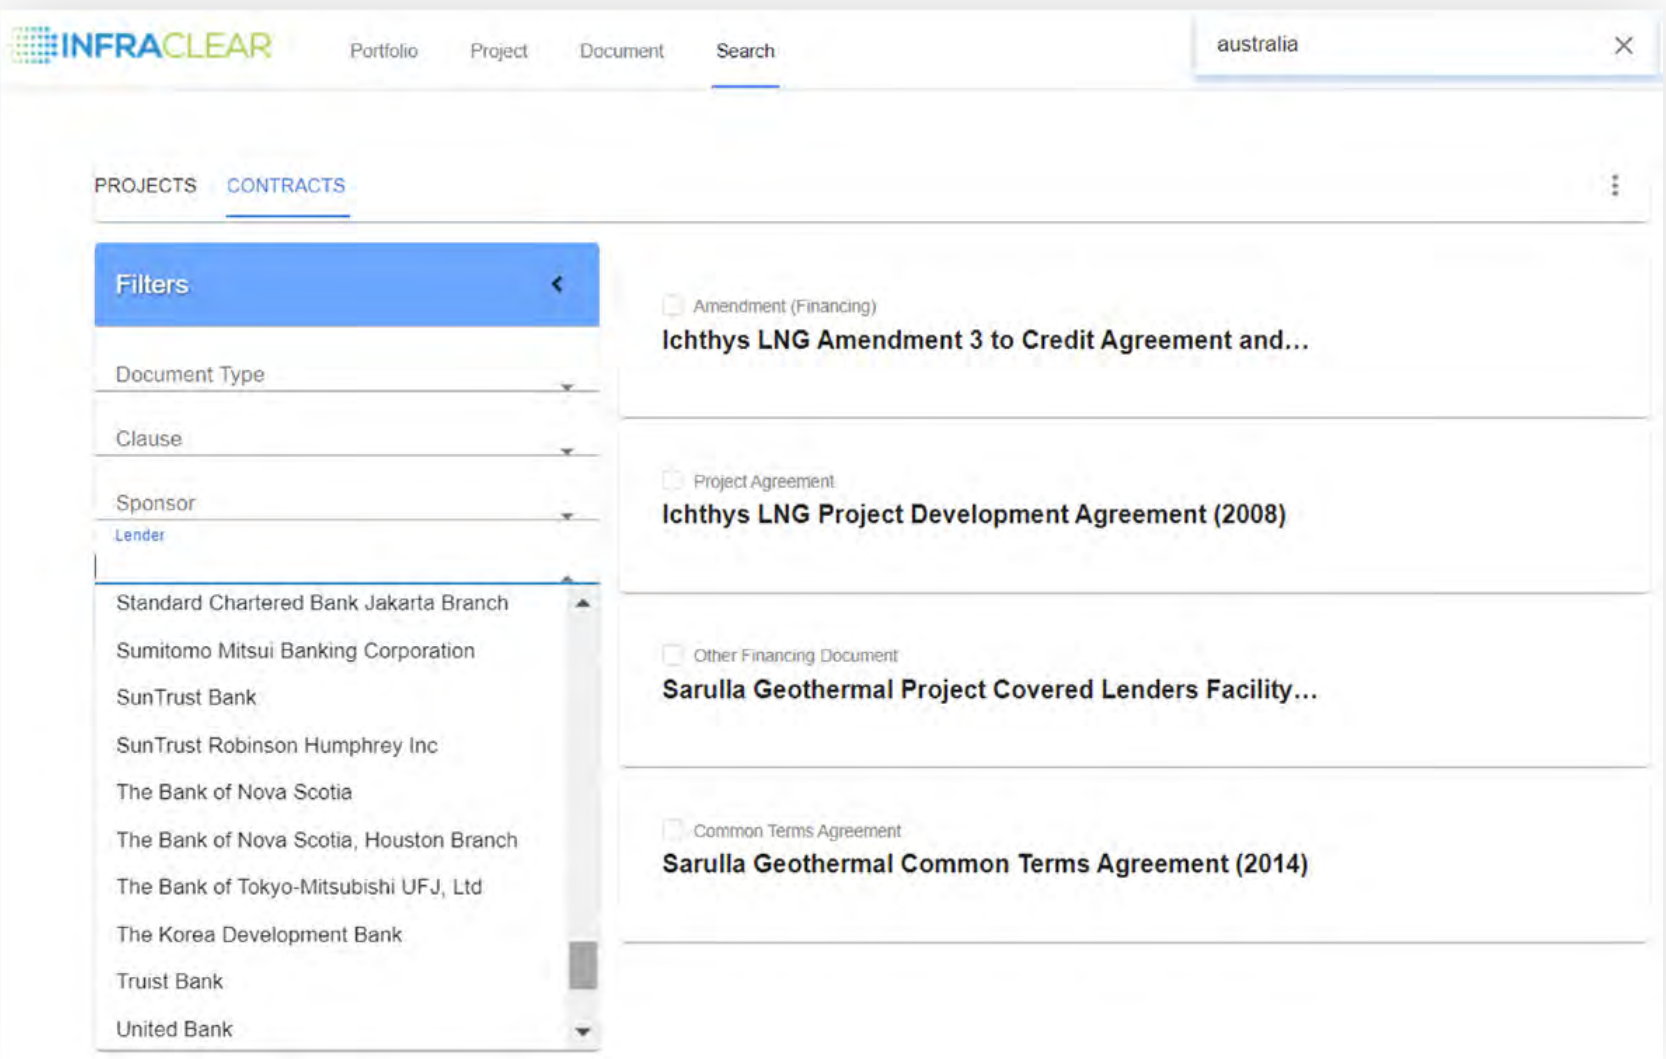 INFRACLEAR
Portfolio Project Document Search
australia
PROJECTS CONTRACTS
Filters
Document Type
Clause
Sponsor
Lender
Standard Chartered Bank Jakarta Branch
Sumitomo Mitsui Banking Corporation
SunTrust Bank
SunTrust Robinson Humphrey Inc
The Bank of Nova Scotia
The Bank of Nova Scotia, Houston Branch
The Bank of Tokyo-Mitsubishi UFJ, Ltd
The Korea Development Bank
Truist Bank
United Bank
Amendment (Financing)
Ichthys LNG Amendment 3 to Credit Agreement and...
Project Agreement
Ichthys LNG Project Development Agreement (2008)
Other Financing Document
Sarulla Geothermal Project Covered Lenders Facility...
Common Terms Agreement
Sarulla Geothermal Common Terms Agreement (2014)